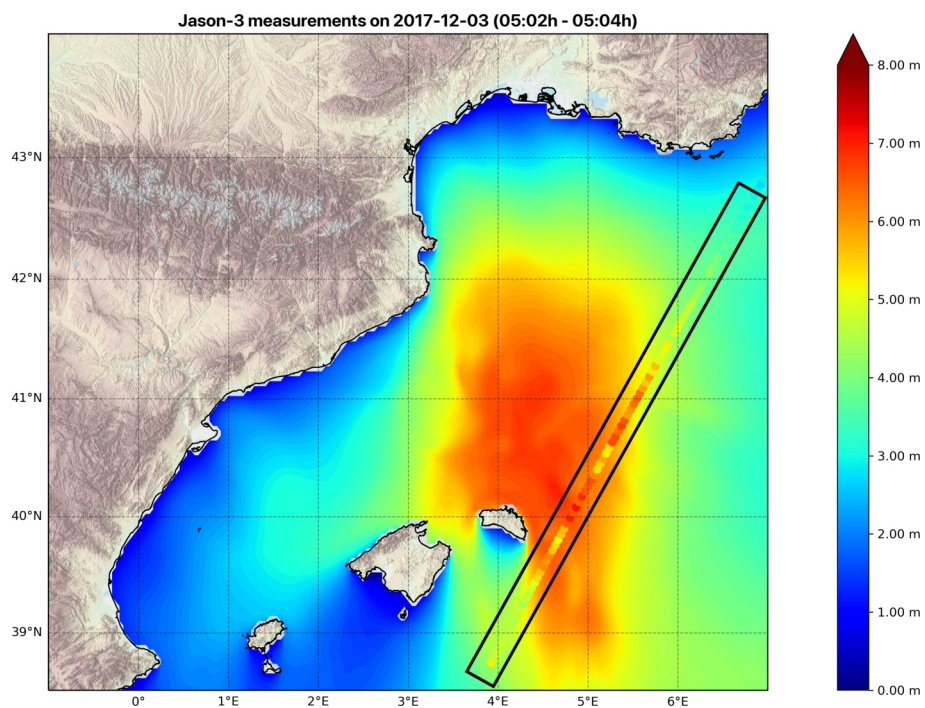 Jason-3 measurements on 2017-12-03 (05:02h - 05:04h)
8.00 m
7.00 m
6.00 m
5.00 m
4.00 m
3.00 m
2.00 m
1.00 m
0.00 m
43°N
42°N
41°N
40°N
39°N
0°
1°E
2°E
3°E
4°E
5°E
6°E